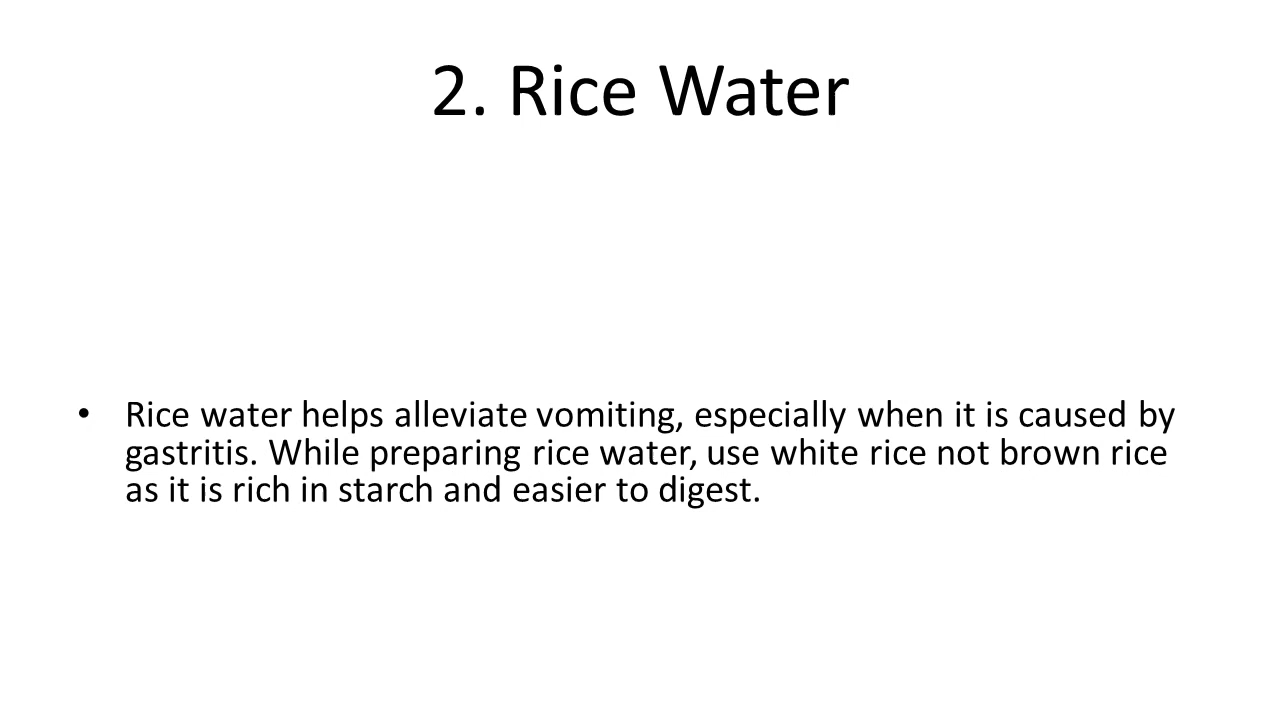 2. Rice Water
• Rice water helps alleviate vomiting, especially when it is caused by
gastritis. While preparing rice water, use white rice not brown rice
as it is rich in starch and easier to digest.